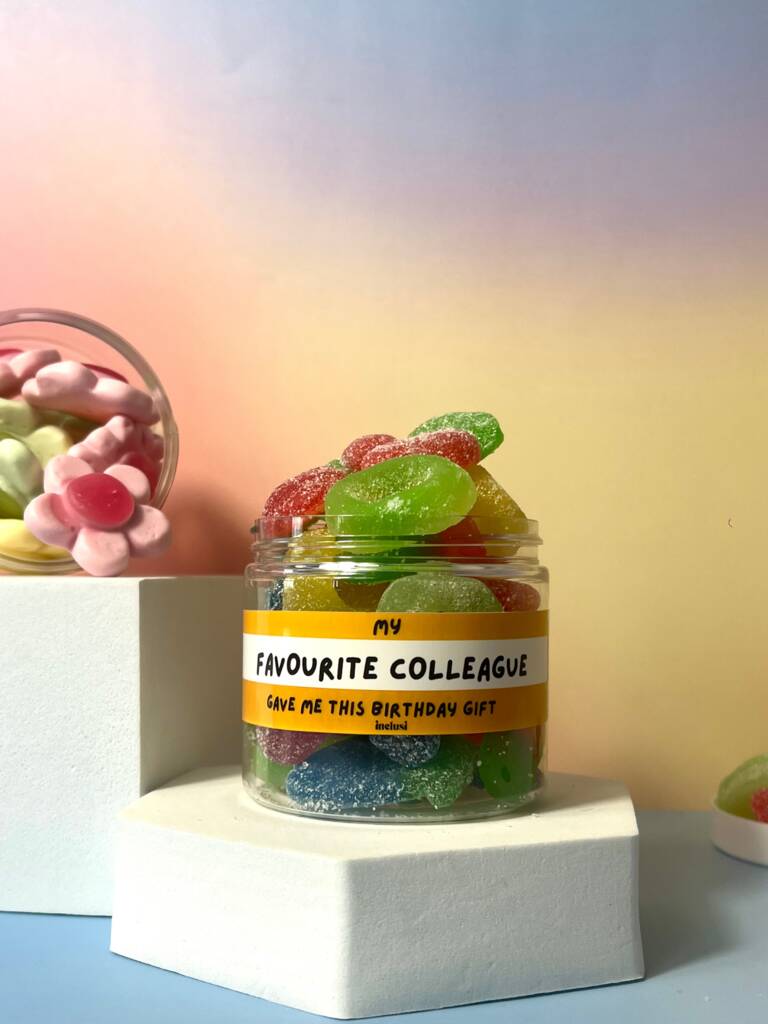 MY
FAVOURITE COLLEAGUE
GAVE ME THIS BIRTHDAY GIFT
inclusi